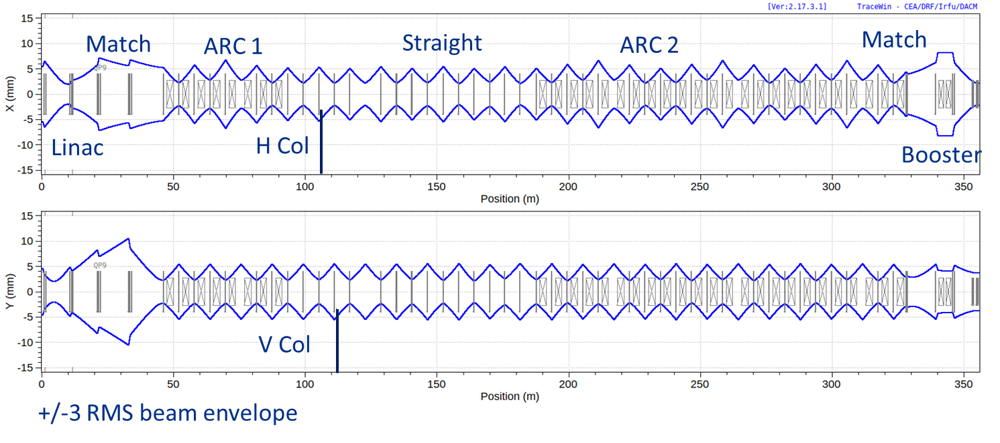 [Ver:2.17.3.1] TraceWin - CEA/DRF/Irfu/DACM
15
10
5
0
-5
-10
-15
X (mm)
Match ARC 1 Straight ARC 2 Match
QP9
Linac H Col Booster
0 50 100 150 200 250 300 350
Position (m)
15
10
5
0
-5
-10
-15
Y (mm)
QP9
V Col
0 50 100 150 200 250 300 350
Position (m)
+/-3 RMS beam envelope